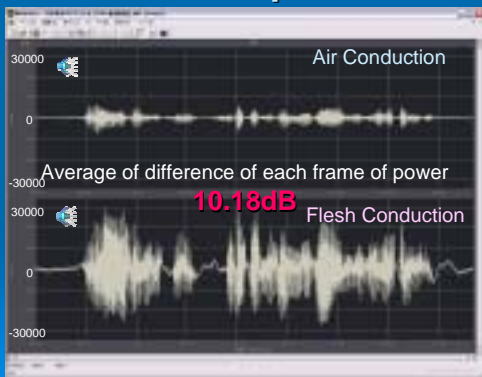 30000
Air Conduction
0
Average of difference of each frame of power
-30000
10.18dB
30000
Flesh Conduction
0
-30000